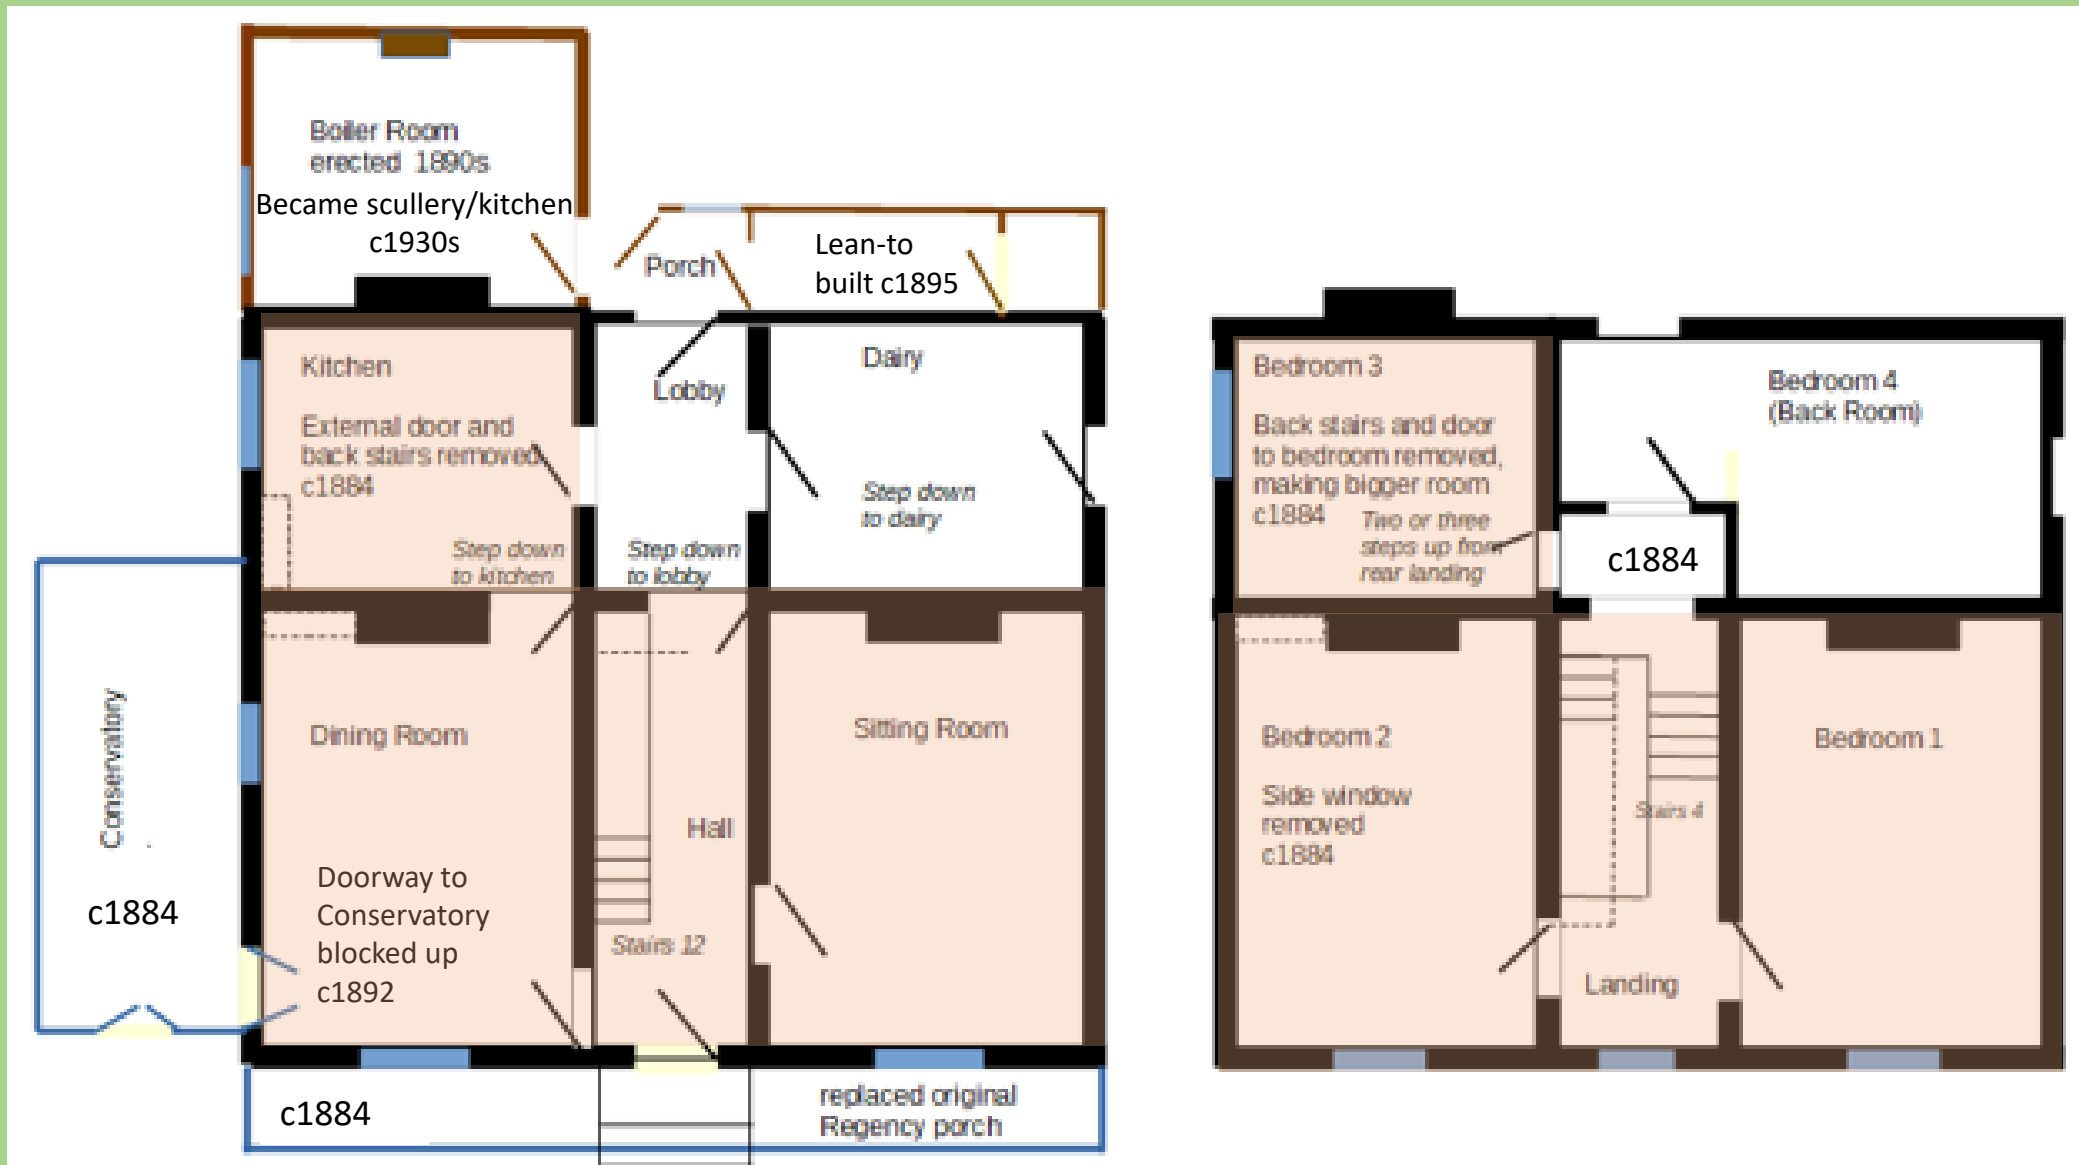 Boiler Room
erected 1890s
Became scullery/kitchen
c1930s
Porch
Lean-to
built c1895
Kitchen
External door and
back stairs removed
c1884
Step down
to kitchen
Lobby
Step down
to lobby
Dairy
Step down
to dairy
Conservatory
c1884
Dining Room
Doorway to
Conservatory
blocked up
c1892
Hall
Stairs 12
Sitting Room
c1884
replaced original
Regency porch
Bedroom 3
Back stairs and door
to bedroom removed,
making bigger room
c1884
Two or three
steps up from
rear landing
c1884
Bedroom 4
(Back Room)
Bedroom 2
Side window
removed
c1884
Stairs 4
Landing
Bedroom 1